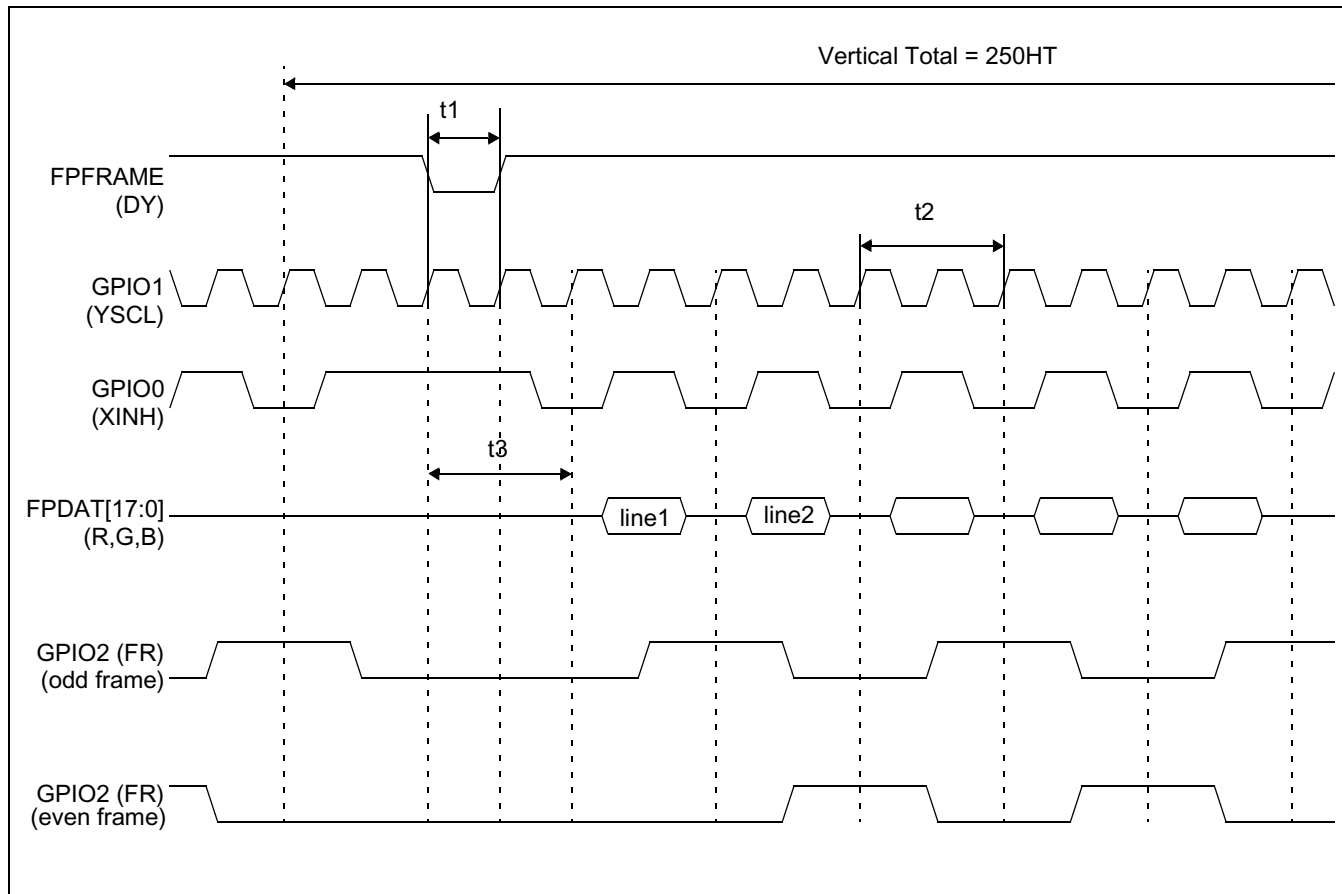 Vertical Total = 250HT
t1
FPFRAME
(DY)
t2
GPIO1
(YSCL)
GPIO0
(XINH)
t3
FPDAT[17:0]
(R,G,B)
line1
line2
GPIO2 (FR)
(odd frame)
GPIO2 (FR)
(even frame)